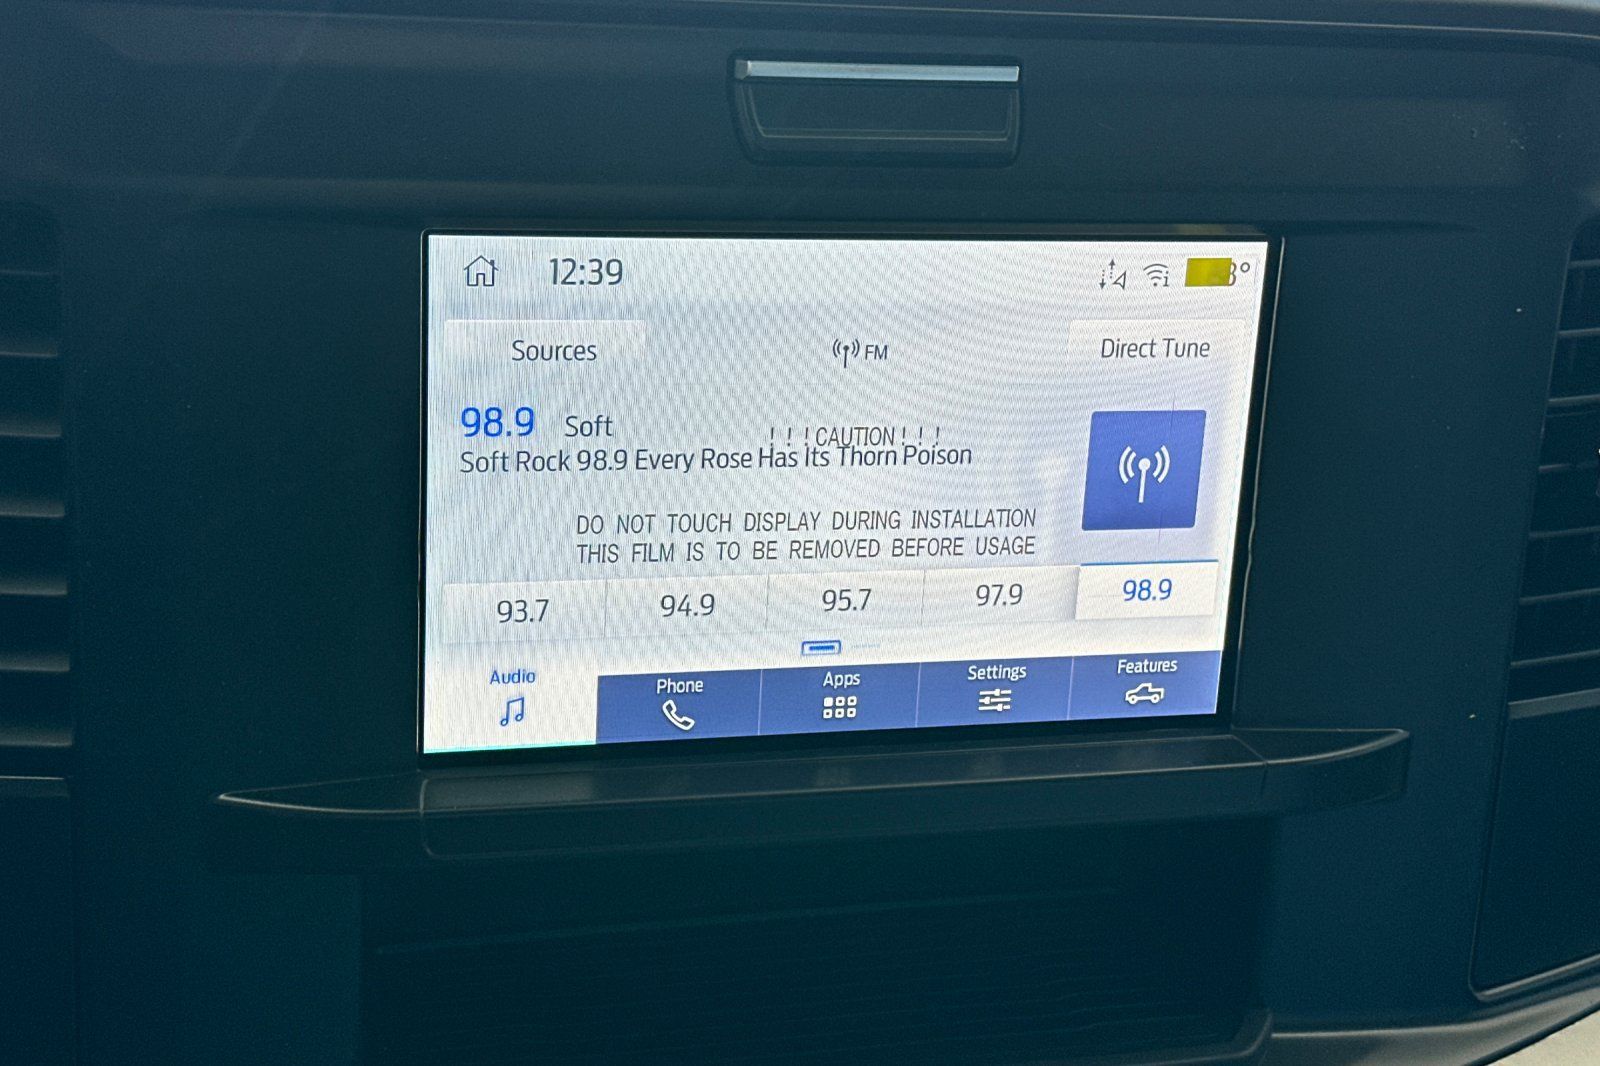 12:39
Sources
FM
Direct Tune
98.9 Soft
! ! ! CAUTION ! ! !
Soft Rock 98.9 Every Rose Has Its Thorn Poison
DO NOT TOUCH DISPLAY DURING INSTALLATION
THIS FILM IS TO BE REMOVED BEFORE USAGE
93.7 94.9 95.7 97.9 98.9
Audio Phone Apps Settings Features